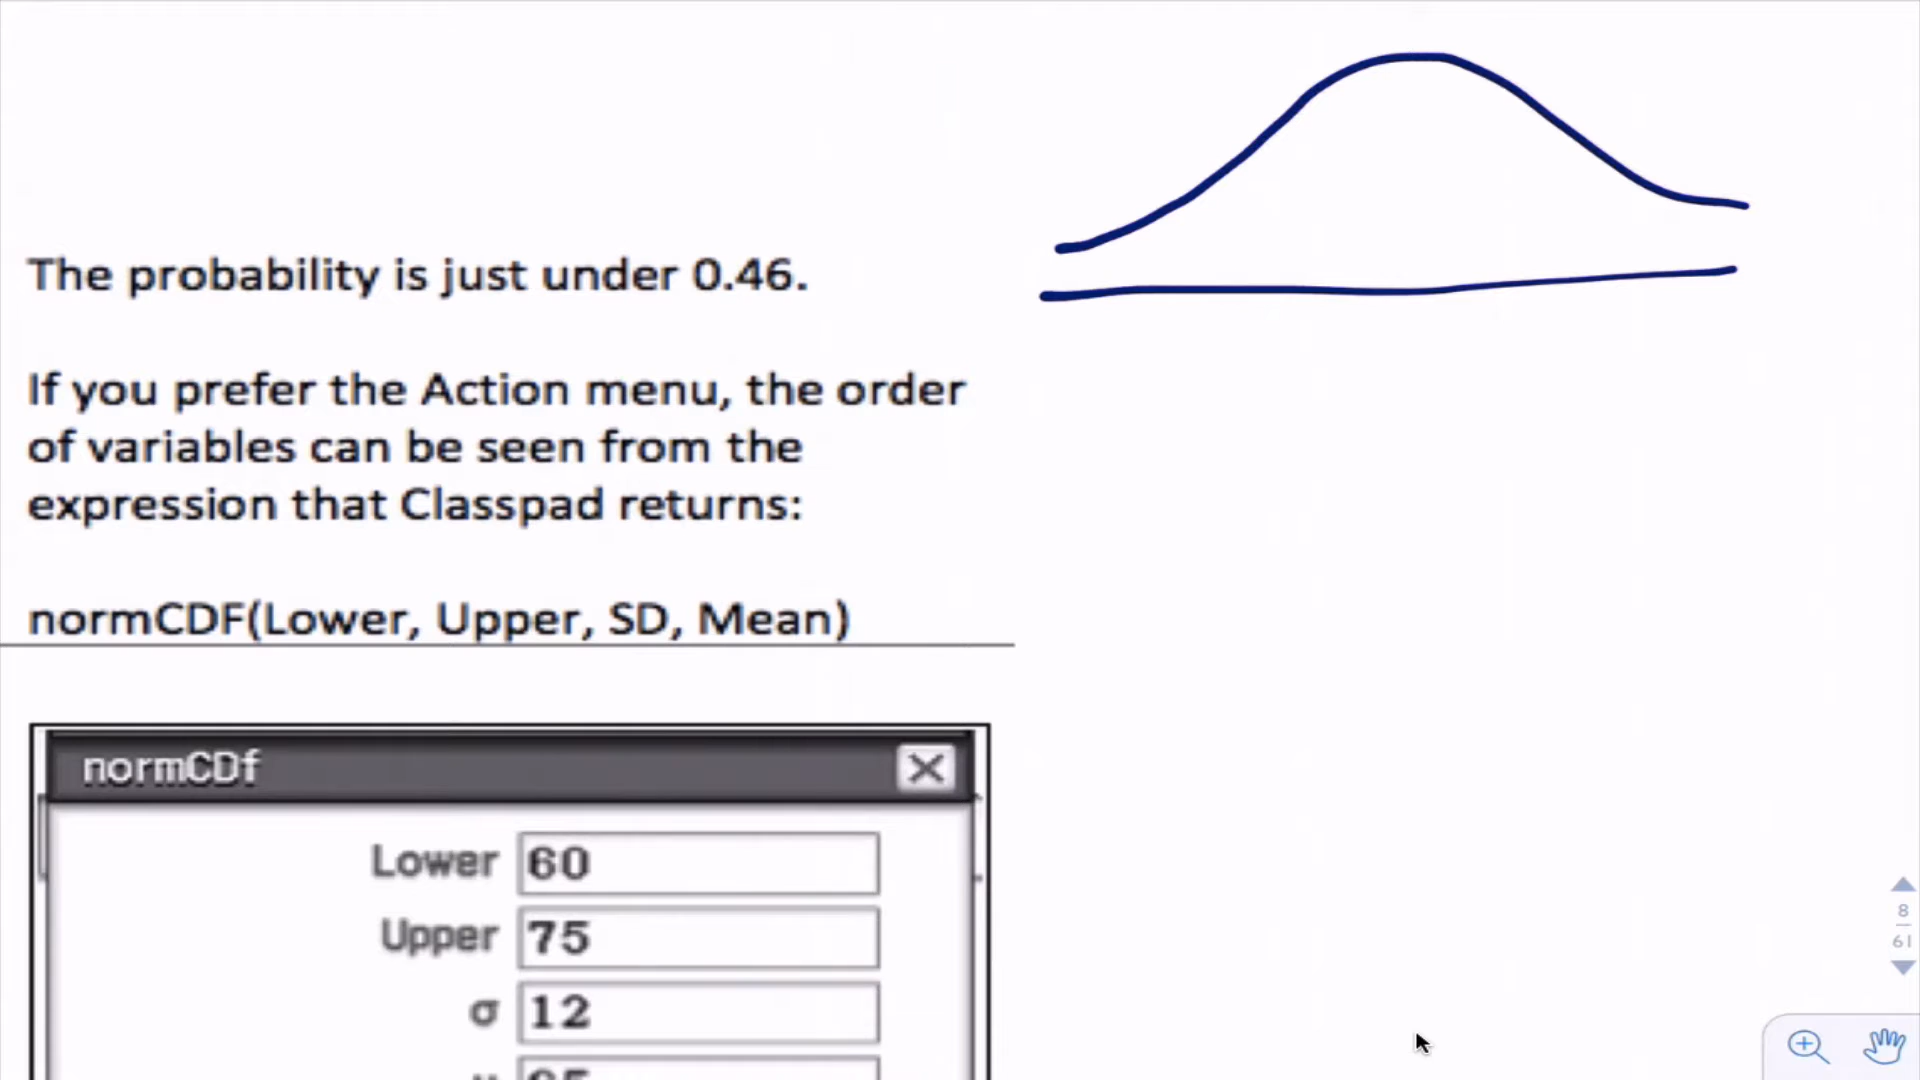 The probability is just under 0.46.
If you prefer the Action menu, the order
of variables can be seen from the
expression that Classpad returns:
normCDF(Lower, Upper, SD, Mean)
normCDf
Lower 60
Upper 75
σ 12
8
61